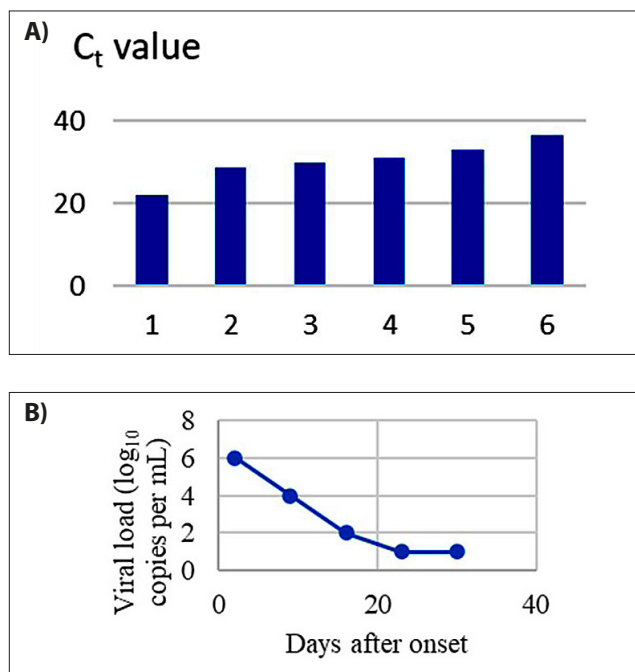 A)
Cₜ value
40
20
0
1 2 3 4 5 6
B)
Viral load (log₁₀
copies per mL)
8
6
4
2
0
0 20 40
Days after onset